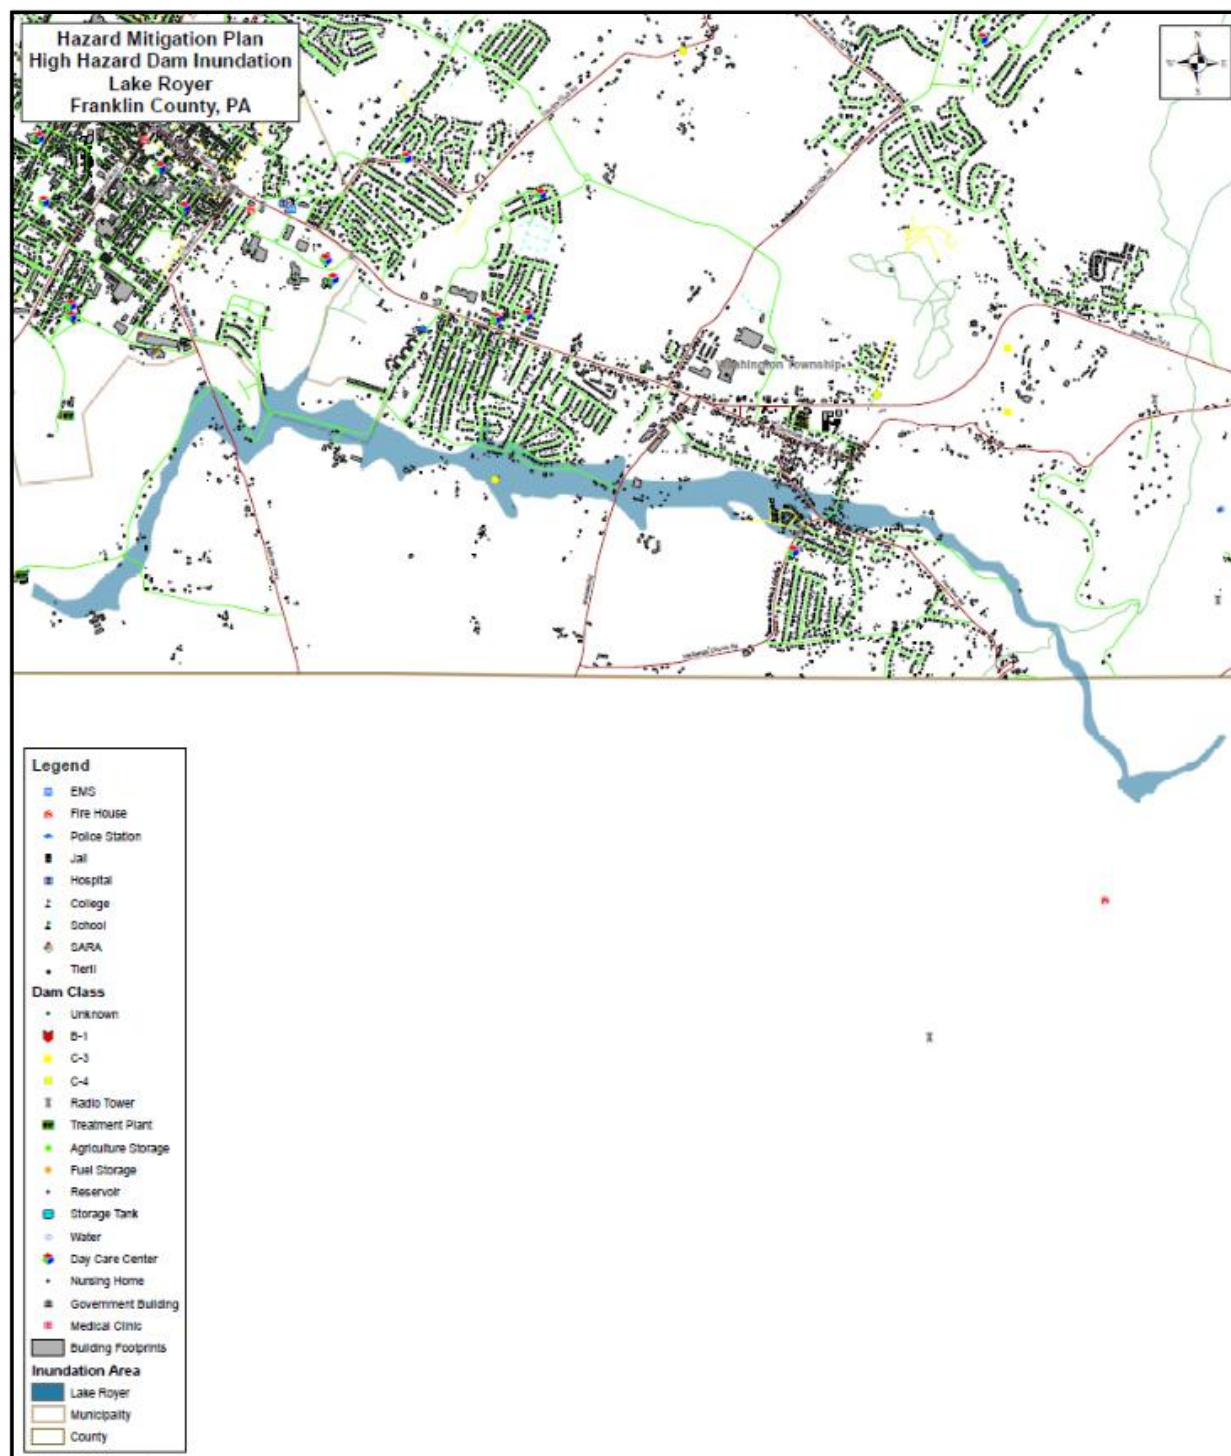 Hazard Mitigation Plan
High Hazard Dam Inundation
Lake Royer
Franklin County, PA
N
W E
S
Washington Township
Legend
EMS
Fire House
Police Station
Jail
Hospital
College
School
SARA
TierII
Dam Class
Unknown
B-1
C-3
C-4
Radio Tower
Treatment Plant
Agriculture Storage
Fuel Storage
Reservoir
Storage Tank
Water
Day Care Center
Nursing Home
Government Building
Medical Clinic
Building Footprints
Inundation Area
Lake Royer
Municipality
County